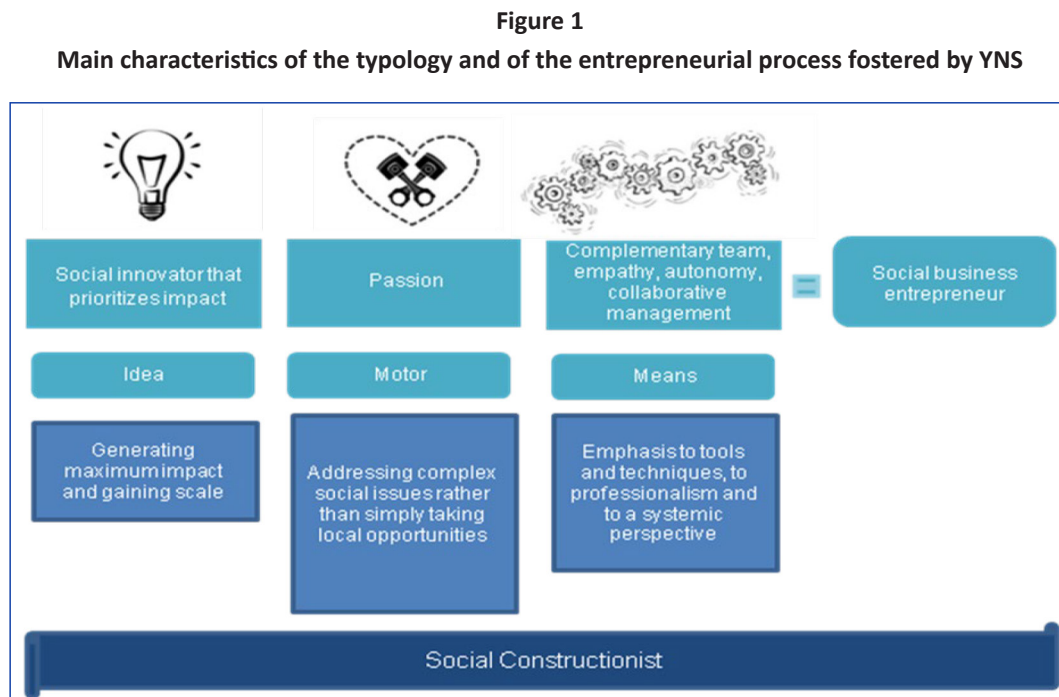 Figure 1
Main characteristics of the typology and of the entrepreneurial process fostered by YNS
Social innovator that
prioritizes impact
Passion
Complementary team,
empathy, autonomy,
collaborative
management
=
Social business
entrepreneur
Idea
Motor
Means
Generating
maximum impact
and gaining scale
Addressing complex
social issues rather
than simply taking
local opportunities
Emphasis to tools
and techniques, to
professionalism and
to a systemic
perspective
Social Constructionist